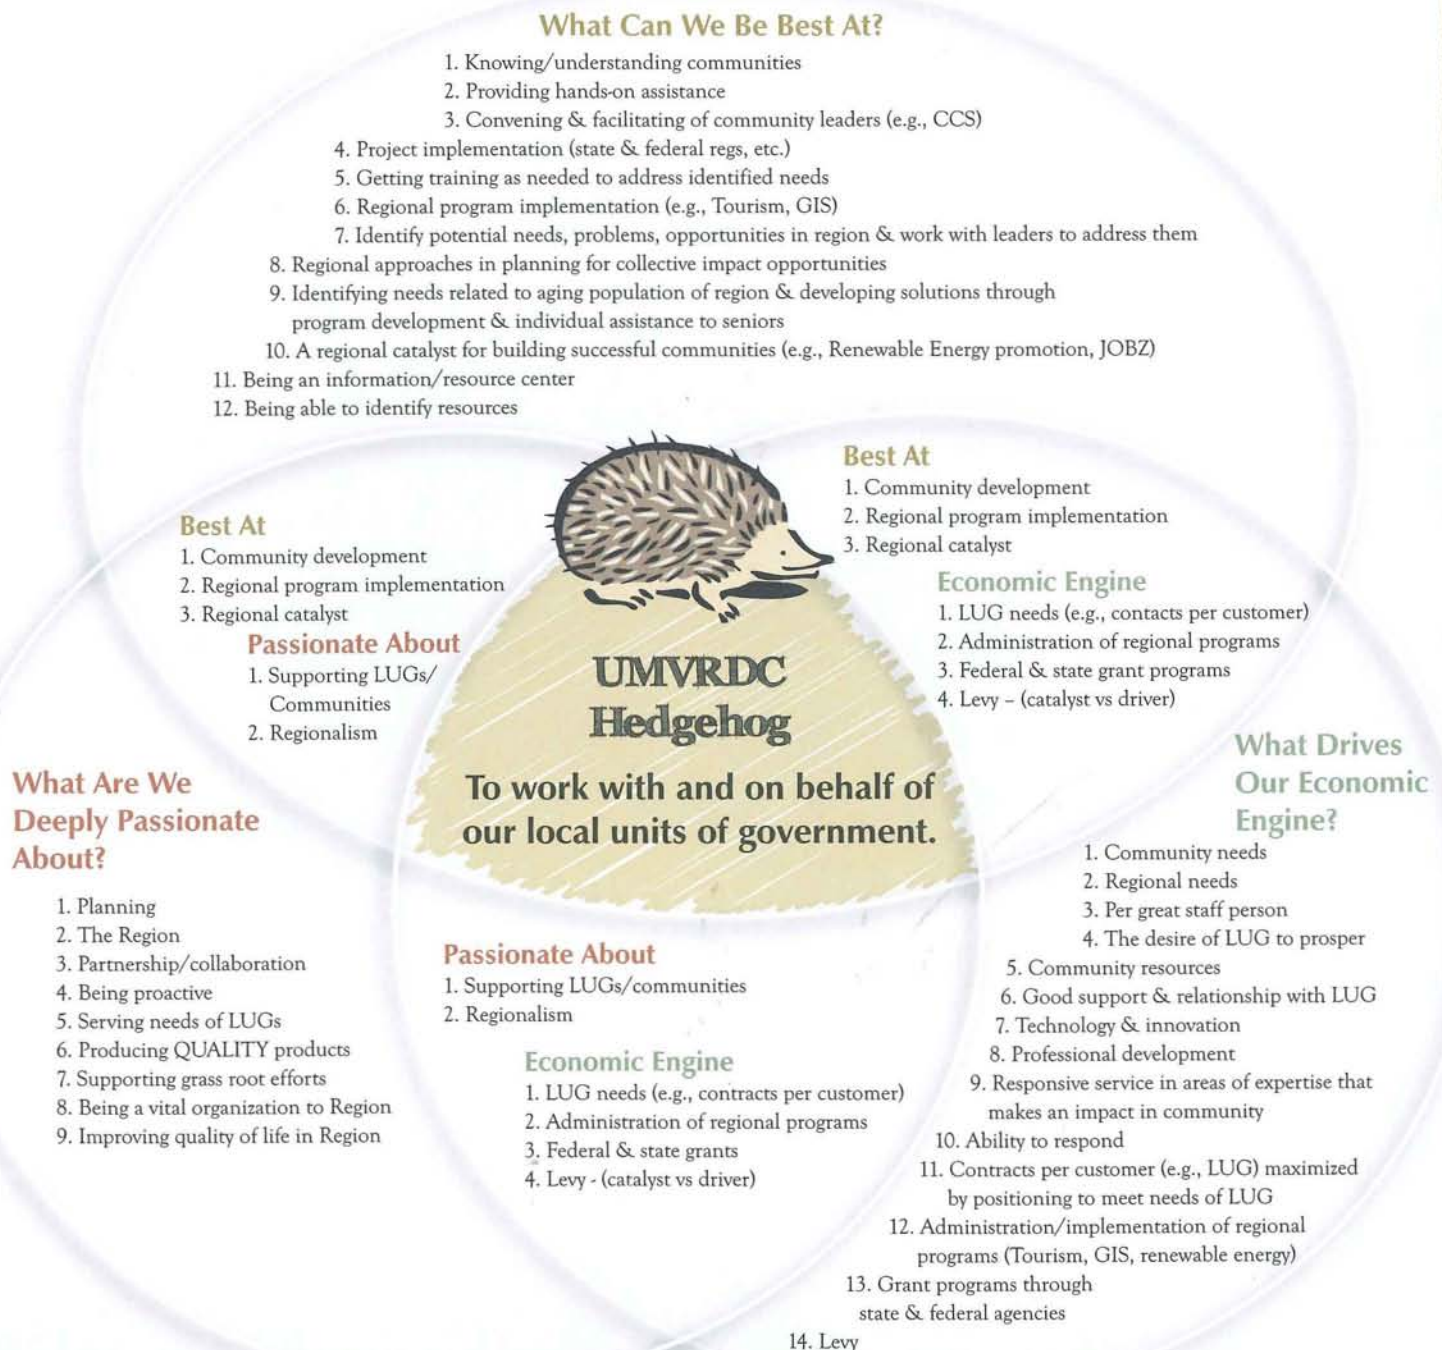 What Can We Be Best At?
1. Knowing/understanding communities
2. Providing hands-on assistance
3. Convening & facilitating of community leaders (e.g., CCS)
4. Project implementation (state & federal regs, etc.)
5. Getting training as needed to address identified needs
6. Regional program implementation (e.g., Tourism, GIS)
7. Identify potential needs, problems, opportunities in region & work with leaders to address them
8. Regional approaches in planning for collective impact opportunities
9. Identifying needs related to aging population of region & developing solutions through
program development & individual assistance to seniors
10. A regional catalyst for building successful communities (e.g., Renewable Energy promotion, JOBZ)
11. Being an information/resource center
12. Being able to identify resources
Best At
1. Community development
2. Regional program implementation
3. Regional catalyst
Passionate About
1. Supporting LUGs/
Communities
2. Regionalism
Best At
1. Community development
2. Regional program implementation
3. Regional catalyst
Economic Engine
1. LUG needs (e.g., contacts per customer)
2. Administration of regional programs
3. Federal & state grant programs
4. Levy – (catalyst vs driver)
UMVRDC
Hedgehog
To work with and on behalf of
our local units of government.
What Are We
Deeply Passionate
About?
1. Planning
2. The Region
3. Partnership/collaboration
4. Being proactive
5. Serving needs of LUGs
6. Producing QUALITY products
7. Supporting grass root efforts
8. Being a vital organization to Region
9. Improving quality of life in Region
Passionate About
1. Supporting LUGs/communities
2. Regionalism
Economic Engine
1. LUG needs (e.g., contracts per customer)
2. Administration of regional programs
3. Federal & state grants
4. Levy - (catalyst vs driver)
What Drives
Our Economic
Engine?
1. Community needs
2. Regional needs
3. Per great staff person
4. The desire of LUG to prosper
5. Community resources
6. Good support & relationship with LUG
7. Technology & innovation
8. Professional development
9. Responsive service in areas of expertise that
makes an impact in community
10. Ability to respond
11. Contracts per customer (e.g., LUG) maximized
by positioning to meet needs of LUG
12. Administration/implementation of regional
programs (Tourism, GIS, renewable energy)
13. Grant programs through
state & federal agencies
14. Levy